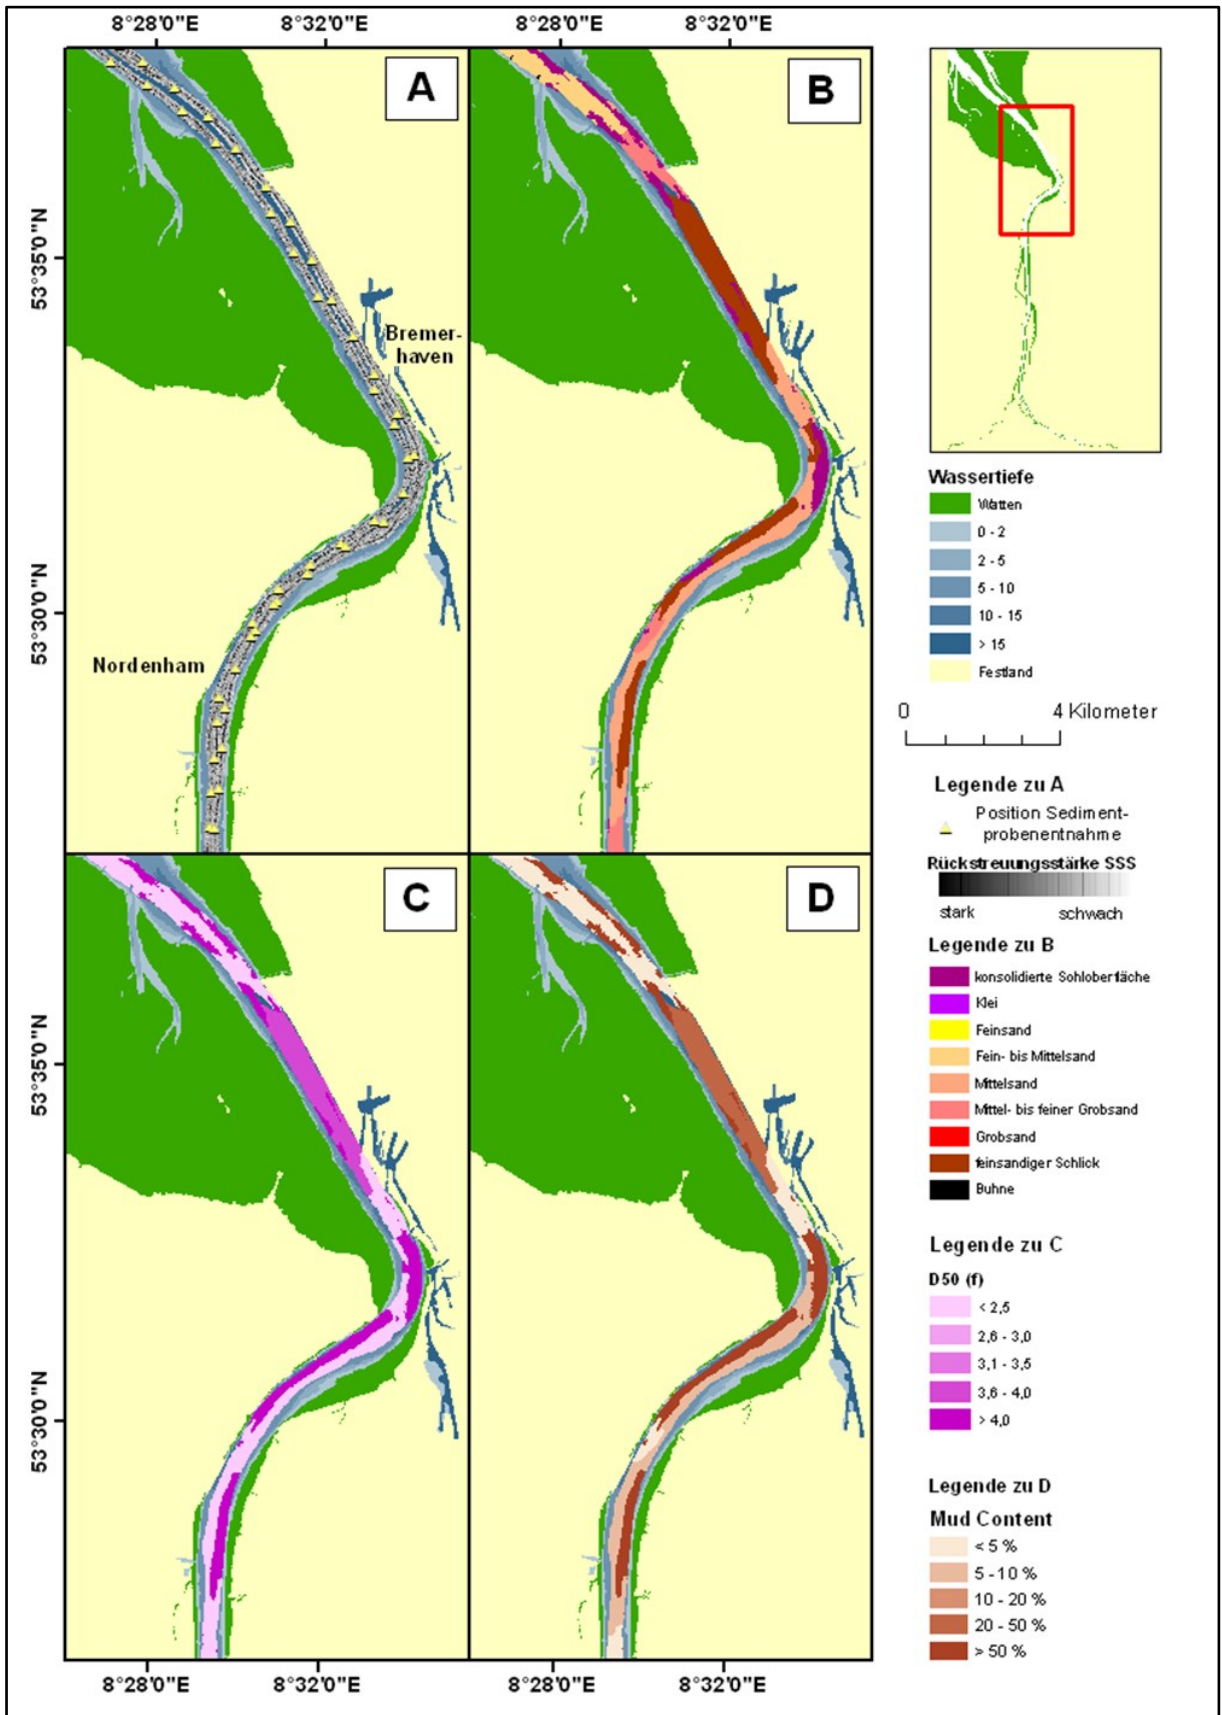 8°28'0"E 8°32'0"E 8°28'0"E 8°32'0"E
A
B
53°35'0"N
Bremer-
haven
53°30'0"N
Nordenham
C
D
53°35'0"N
53°30'0"N
8°28'0"E 8°32'0"E 8°28'0"E 8°32'0"E
Wassertiefe
Watten
0 - 2
2 - 5
5 - 10
10 - 15
> 15
Festland
0 4 Kilometer
Legende zu A
Position Sediment-
probenentnahme
Rückstreuungsstärke SSS
stark schwach
Legende zu B
konsolidierte Sohloberfläche
Klei
Feinsand
Fein- bis Mittelsand
Mittelsand
Mittel- bis feiner Grobsand
Grobsand
feinsandiger Schlick
Buhne
Legende zu C
D50 (f)
< 2,5
2,6 - 3,0
3,1 - 3,5
3,6 - 4,0
> 4,0
Legende zu D
Mud Content
< 5 %
5 - 10 %
10 - 20 %
20 - 50 %
> 50 %